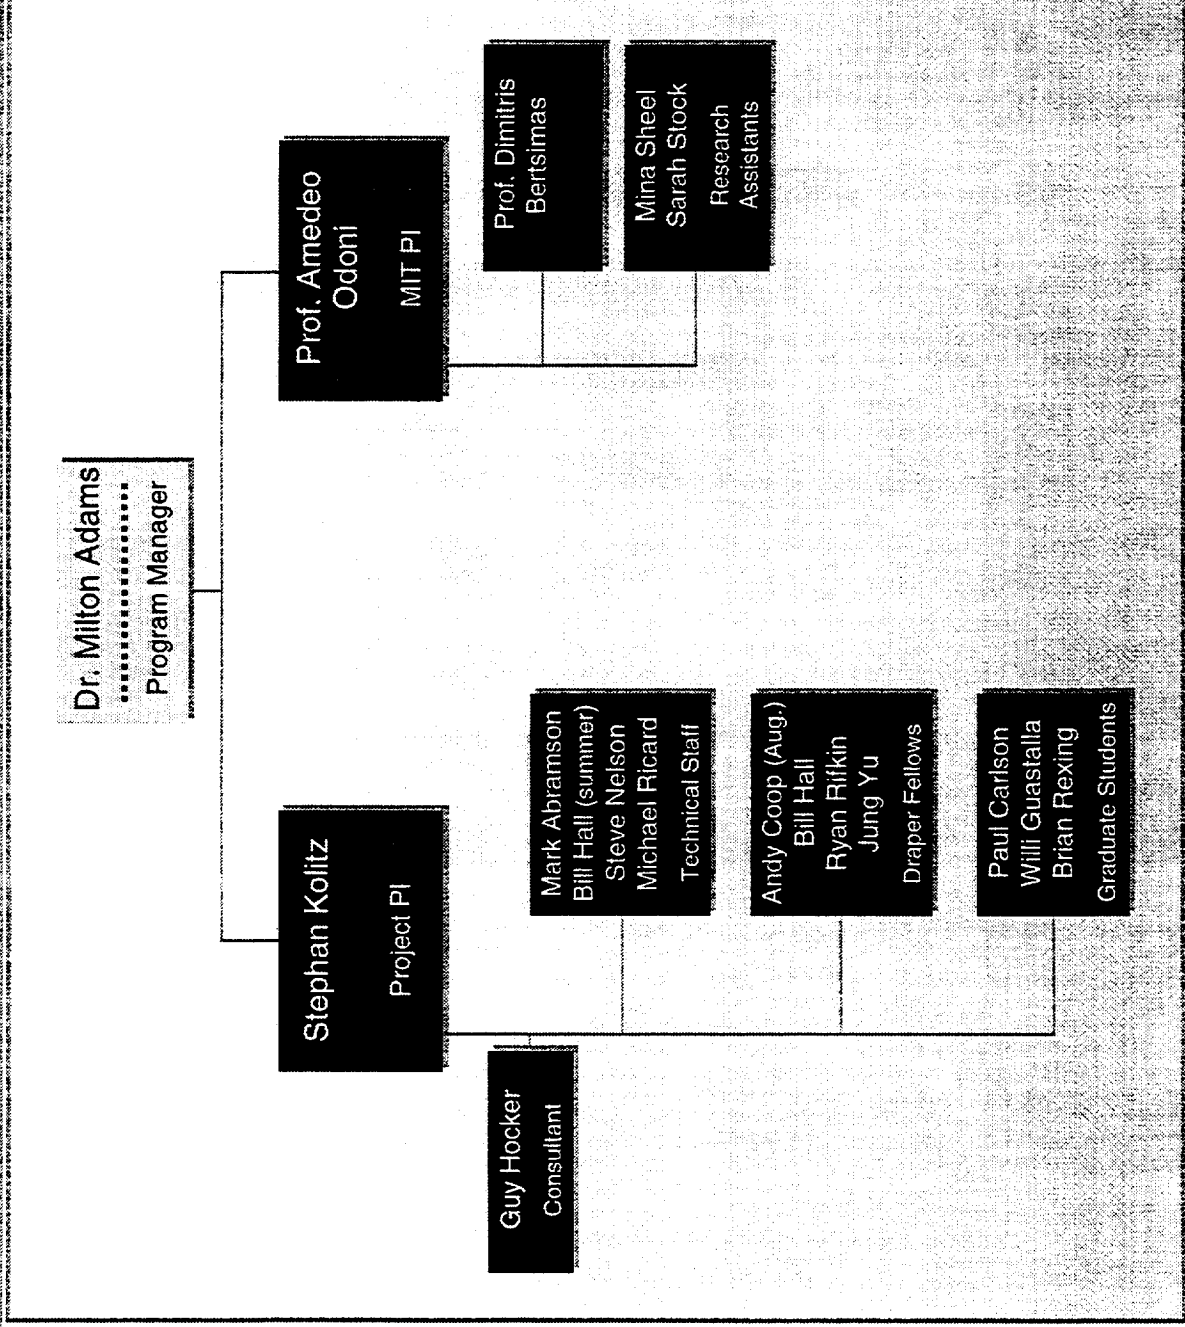 Dr. Milton Adams
Program Manager
Stephan Kolitz
Project PI
Prof. Amedeo
Odoni
MIT PI
Guy Hocker
Consultant
Mark Abramson
Bill Hall (summer)
Steve Nelson
Michael Ricard
Technical Staff
Andy Coop (Aug.)
Bill Hall
Ryan Rifkin
Jung Yu
Draper Fellows
Paul Carlson
Willi Guastalla
Brian Rexing
Graduate Students
Prof. Dimitris
Bertsimas
Mina Sheel
Sarah Stock
Research
Assistants